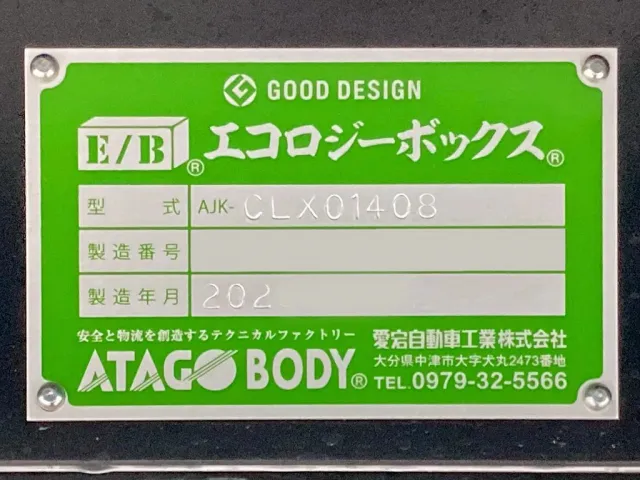 GOOD DESIGN
E/B® エコロジーボックス®
型式 AJK-CLX01408
製造番号
製造年月 202
安全と物流を創造するテクニカルファクトリー
ATAGO BODY®
愛宕自動車工業株式会社
大分県中津市大字犬丸2473番地
TEL.0979-32-5566